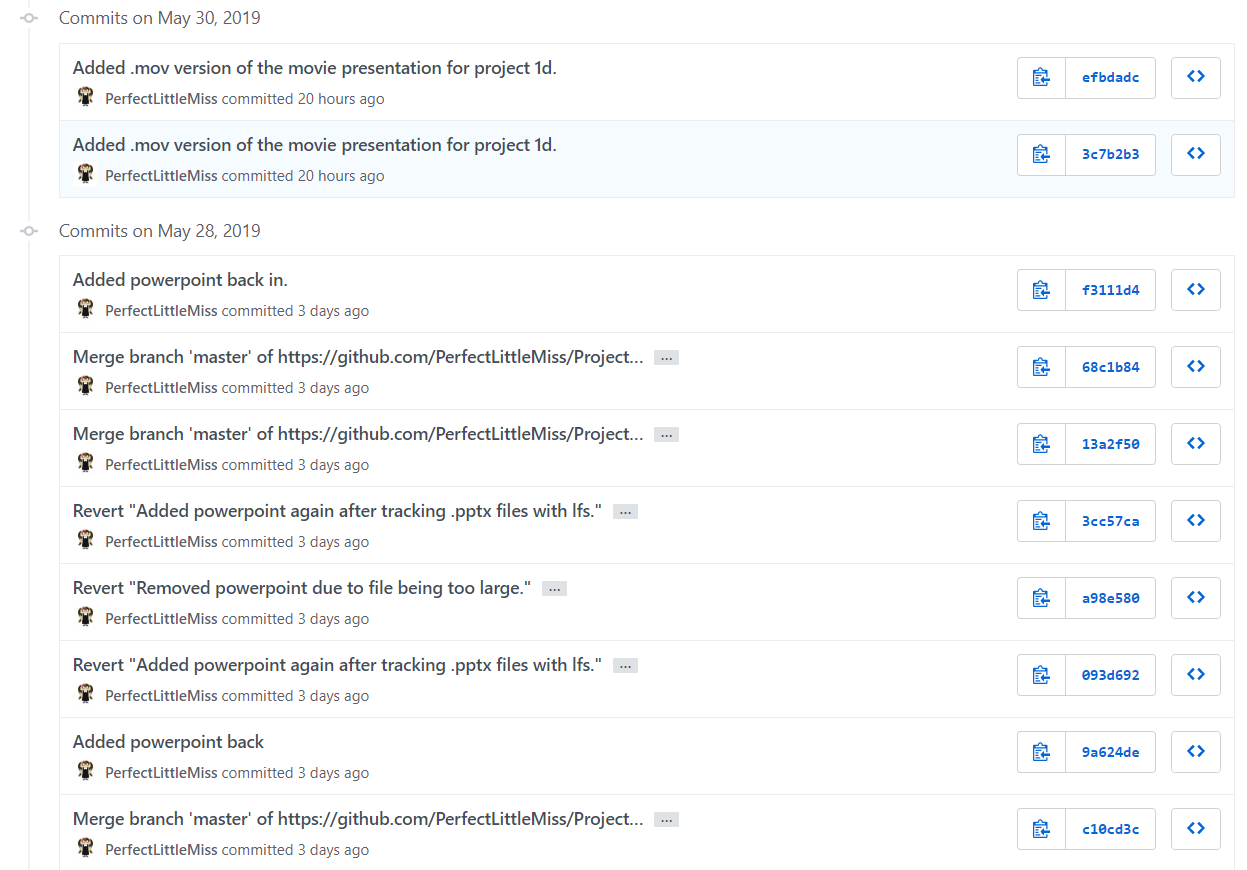 Commits on May 30, 2019
Added .mov version of the movie presentation for project 1d.
efbdadc
PerfectLittleMiss committed 20 hours ago
Added .mov version of the movie presentation for project 1d.
3c7b2b3
PerfectLittleMiss committed 20 hours ago
Commits on May 28, 2019
Added powerpoint back in.
f3111d4
PerfectLittleMiss committed 3 days ago
Merge branch 'master' of https://github.com/PerfectLittleMiss/Project... ...
68c1b84
PerfectLittleMiss committed 3 days ago
Merge branch 'master' of https://github.com/PerfectLittleMiss/Project... ...
13a2f50
PerfectLittleMiss committed 3 days ago
Revert "Added powerpoint again after tracking .pptx files with lfs." ...
3cc57ca
PerfectLittleMiss committed 3 days ago
Revert "Removed powerpoint due to file being too large." ...
a98e580
PerfectLittleMiss committed 3 days ago
Revert "Added powerpoint again after tracking .pptx files with lfs." ...
093d692
PerfectLittleMiss committed 3 days ago
Added powerpoint back
9a624de
PerfectLittleMiss committed 3 days ago
Merge branch 'master' of https://github.com/PerfectLittleMiss/Project... ...
c10cd3c
PerfectLittleMiss committed 3 days ago